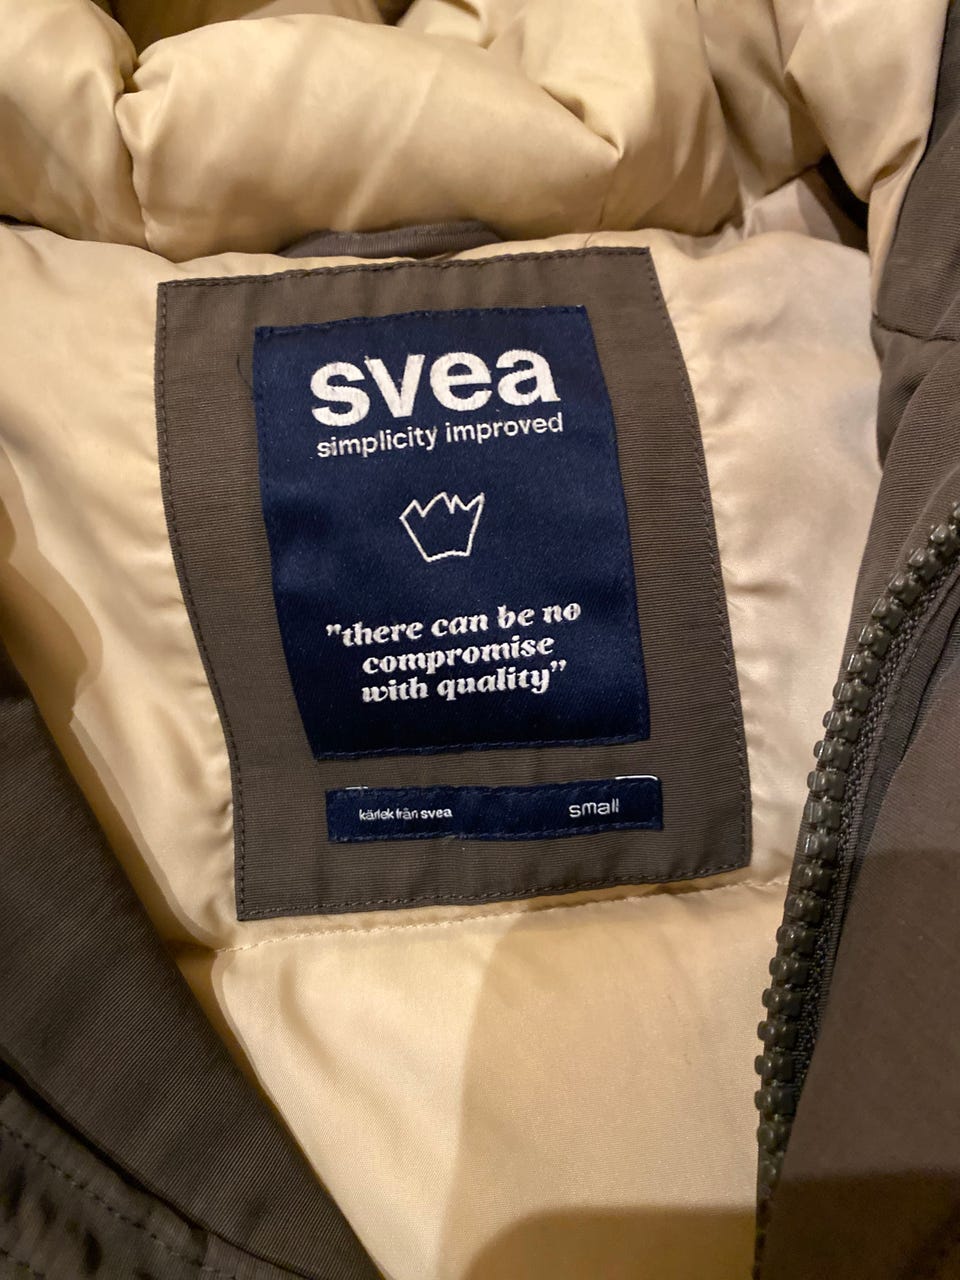 svea
simplicity improved
"there can be no
compromise
with quality"
kärlek från svea
small